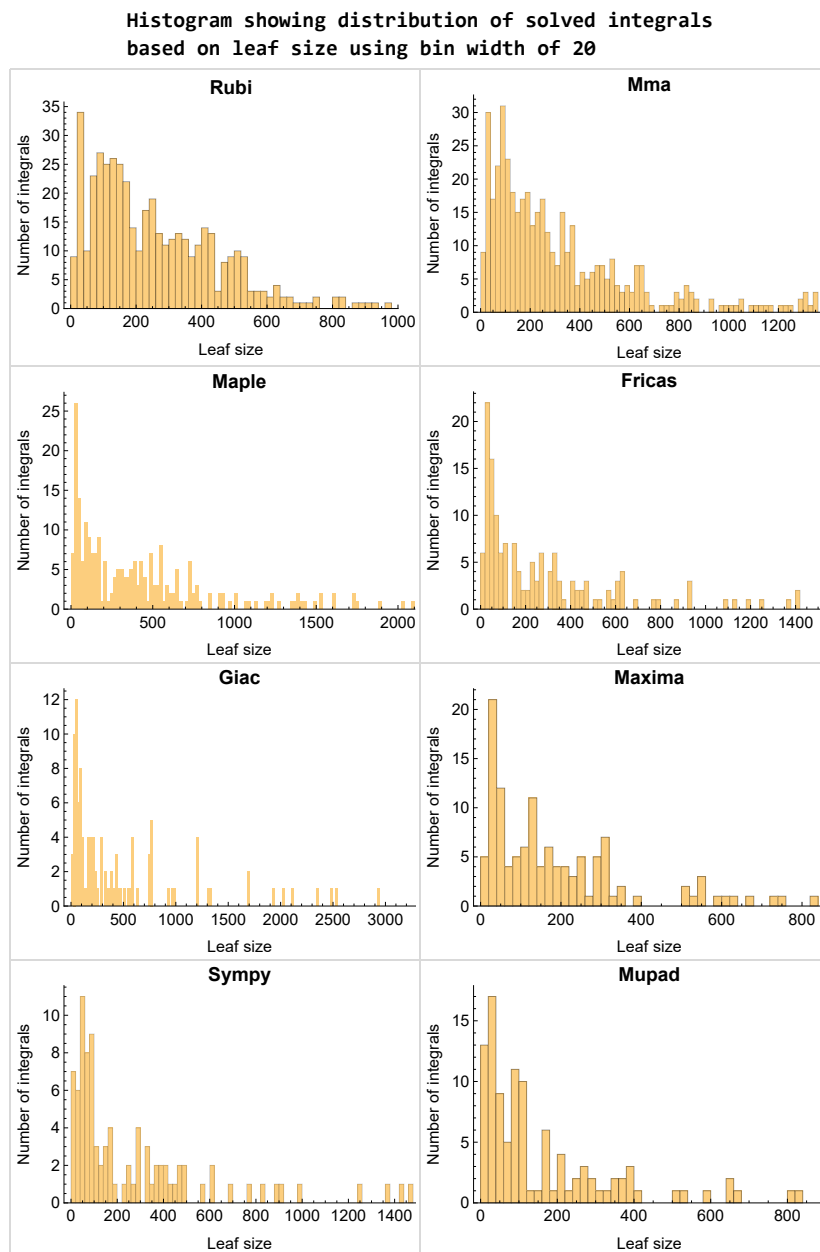 Histogram showing distribution of solved integrals
based on leaf size using bin width of 20
Rubi
Number of integrals
35
30
25
20
15
10
5
0
0 200 400 600 800 1000
Leaf size
Mma
Number of integrals
30
25
20
15
10
5
0
0 200 400 600 800 1000 1200
Leaf size
Maple
Number of integrals
25
20
15
10
5
0
0 500 1000 1500 2000
Leaf size
Fricas
Number of integrals
20
15
10
5
0
0 200 400 600 800 1000 1200 1400
Leaf size
Giac
Number of integrals
12
10
8
6
4
2
0
0 500 1000 1500 2000 2500 3000
Leaf size
Maxima
Number of integrals
20
15
10
5
0
0 200 400 600 800
Leaf size
Sympy
Number of integrals
10
8
6
4
2
0
0 200 400 600 800 1000 1200 1400
Leaf size
Mupad
Number of integrals
15
10
5
0
0 200 400 600 800
Leaf size